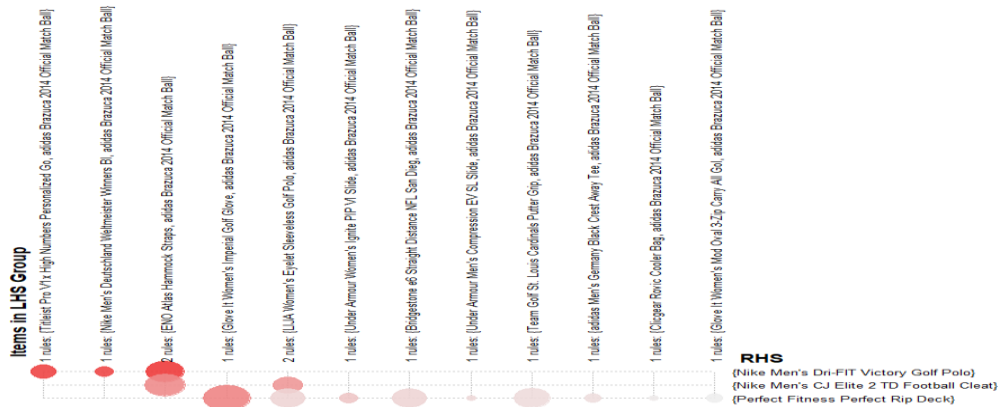 Items in LHS Group
1 rules: {Titleist Pro V1x High Numbers Personalized Go, adidas Brazuca 2014 Official Match Ball}
1 rules: {Nike Men's Deutschland Weltmeister Winners Bl, adidas Brazuca 2014 Official Match Ball}
2 rules: {ENO Atlas Hammock Straps, adidas Brazuca 2014 Official Match Ball}
1 rules: {Glove It Women's Imperial Golf Glove, adidas Brazuca 2014 Official Match Ball}
2 rules: {LIJA Women's Eyelet Sleeveless Golf Polo, adidas Brazuca 2014 Official Match Ball}
1 rules: {Under Armour Women's Ignite PIP VI Slide, adidas Brazuca 2014 Official Match Ball}
1 rules: {Bridgestone e6 Straight Distance NFL San Dieg, adidas Brazuca 2014 Official Match Ball}
1 rules: {Under Armour Men's Compression EV SL Slide, adidas Brazuca 2014 Official Match Ball}
1 rules: {Team Golf St. Louis Cardinals Putter Grip, adidas Brazuca 2014 Official Match Ball}
1 rules: {adidas Men's Germany Black Crest Away Tee, adidas Brazuca 2014 Official Match Ball}
1 rules: {Clicgear Rovic Cooler Bag, adidas Brazuca 2014 Official Match Ball}
1 rules: {Glove It Women's Mod Oval 3-Zip Carry All Gol, adidas Brazuca 2014 Official Match Ball}
RHS
{Nike Men's Dri-FIT Victory Golf Polo}
{Nike Men's CJ Elite 2 TD Football Cleat}
{Perfect Fitness Perfect Rip Deck}